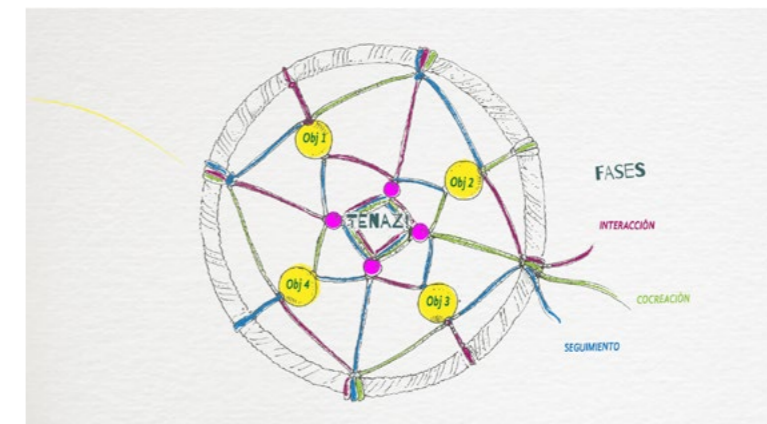 Obj 1
Obj 2
FASES
TENAZ!
INTERACCIÓN
Obj 4
Obj 3
COCREACIÓN
SEGUIMIENTO